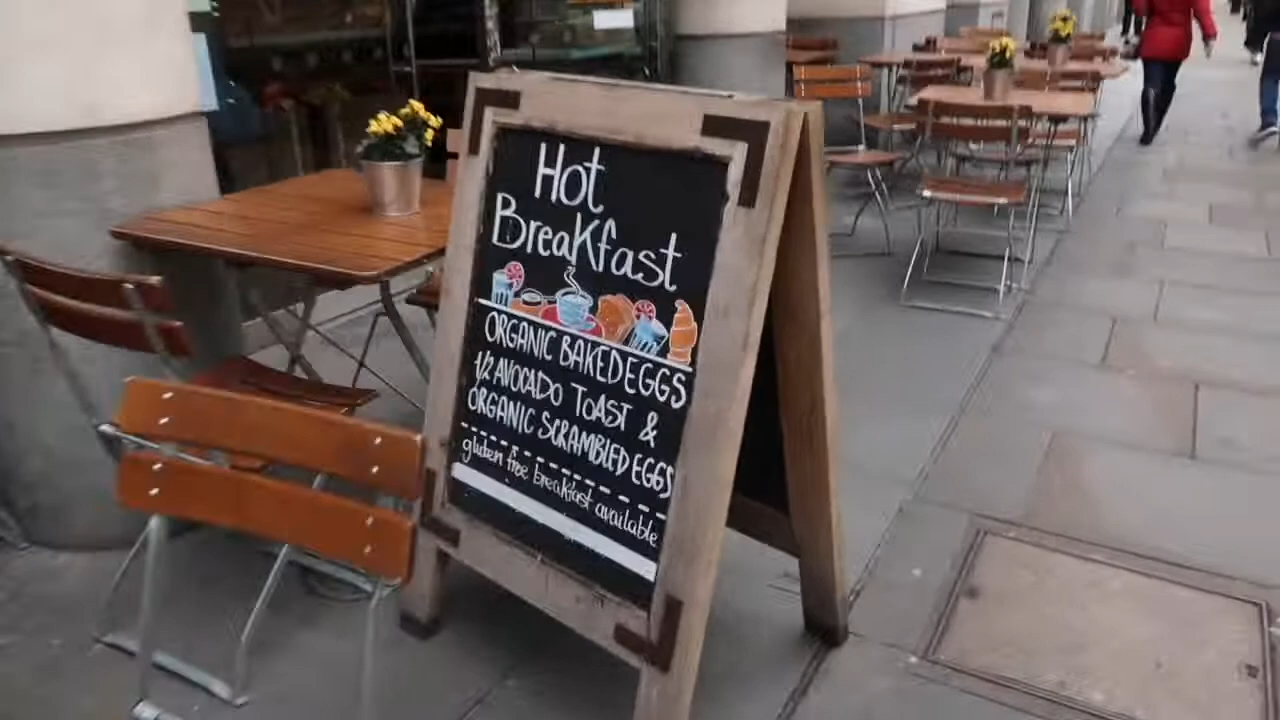 Hot
Breakfast
ORGANIC BAKED EGGS
1/2 AVOCADO TOAST &
ORGANIC SCRAMBLED EGGS
gluten free breakfast available